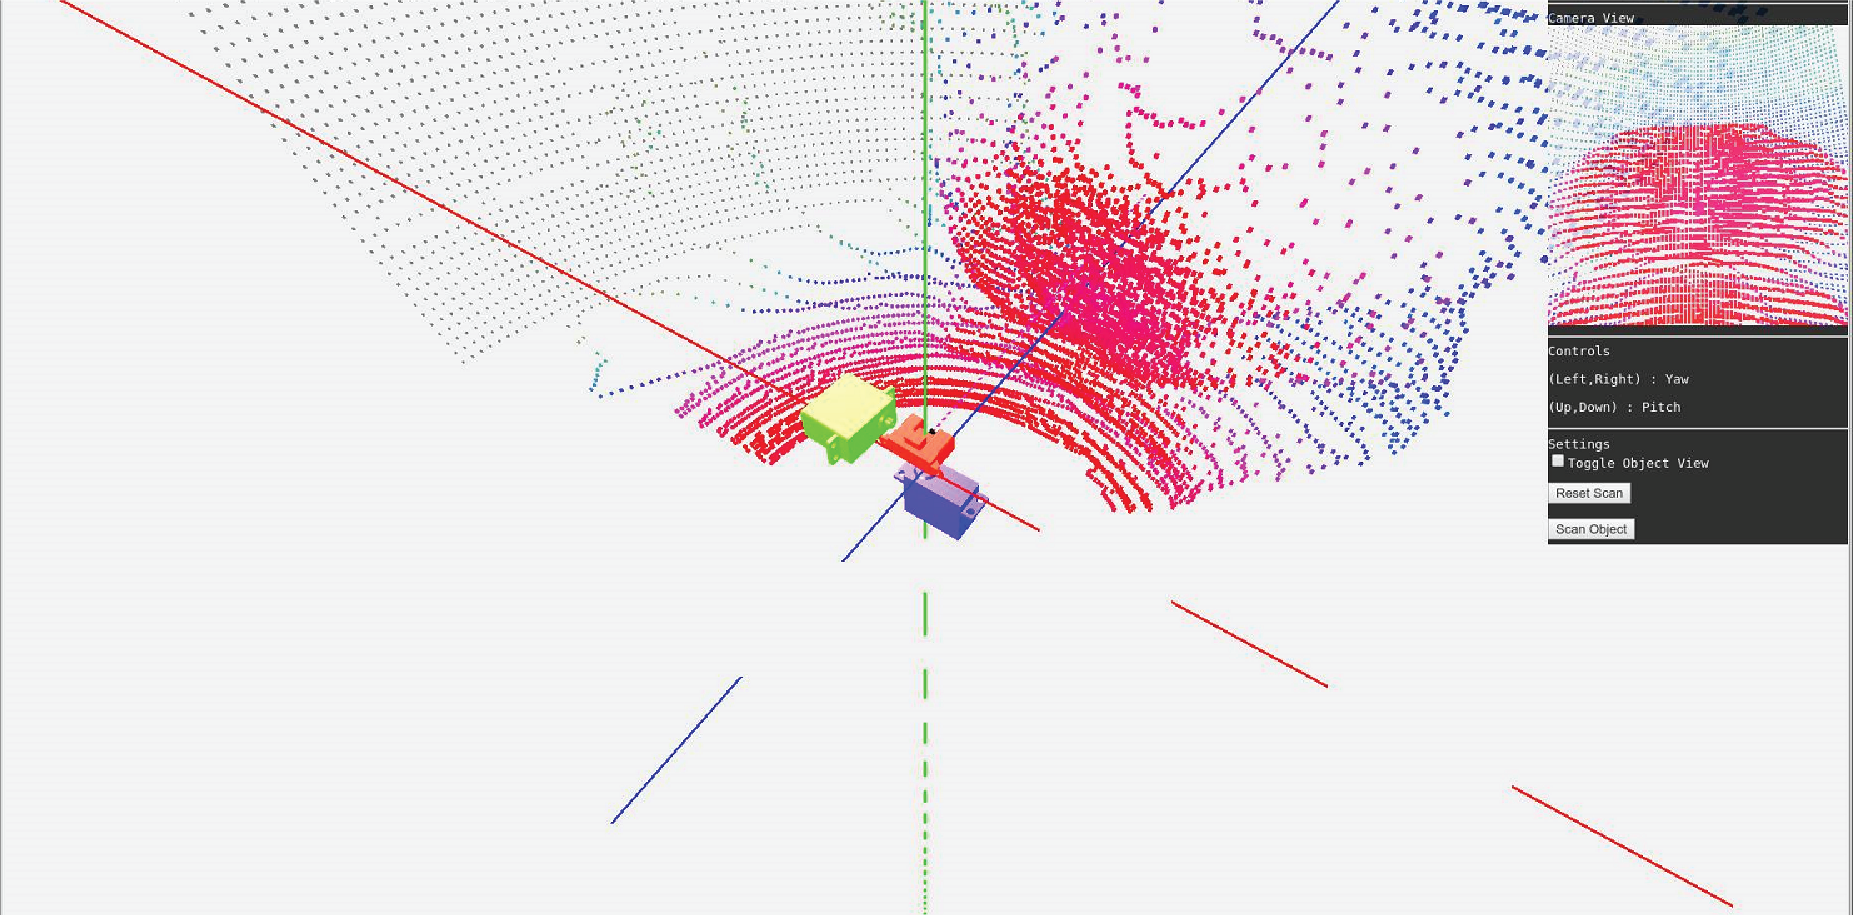 Camera View
Controls
(Left,Right) : Yaw
(Up,Down) : Pitch
Settings
Toggle Object View
Reset Scan
Scan Object